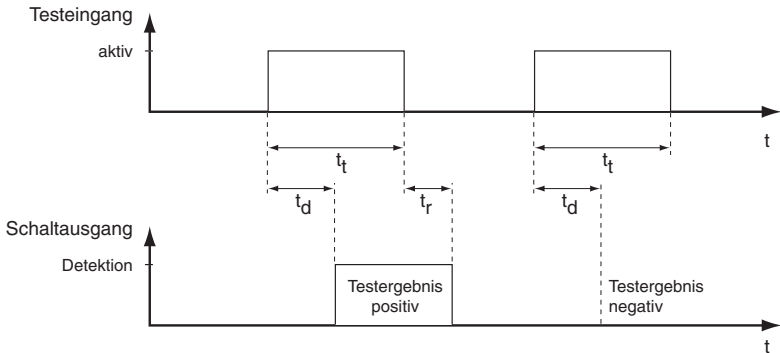 Testeingang
aktiv
t
t_t
t_t
t_d
t_r
t_d
Schaltausgang
Detektion
Testergebnis
positiv
Testergebnis
negativ
t